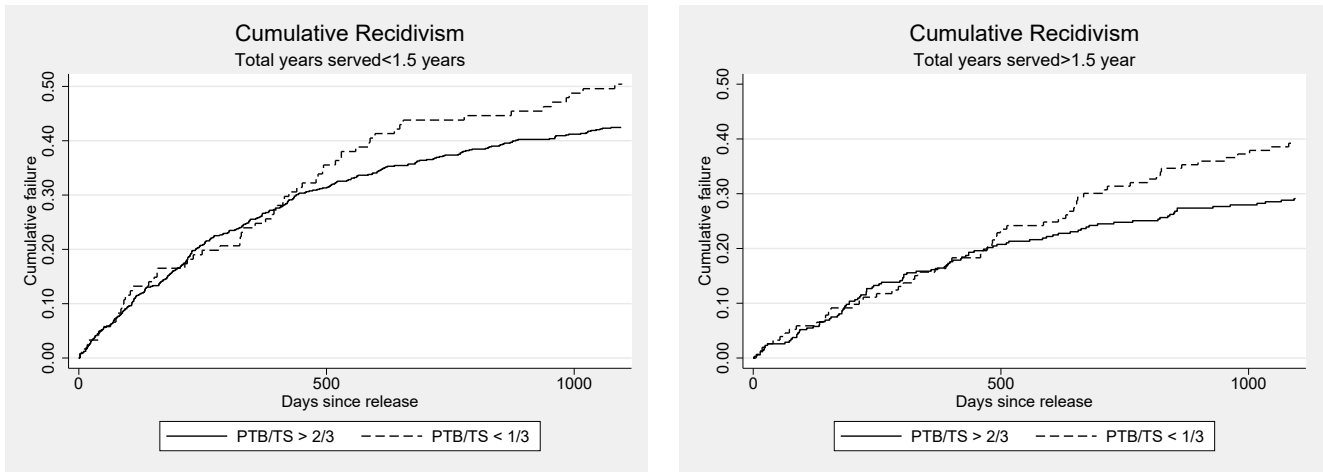 Cumulative Recidivism
Total years served<1.5 years
Cumulative failure
0.50
0.40
0.30
0.20
0.10
0.00
0
500
1000
Days since release
PTB/TS > 2/3
PTB/TS < 1/3
Cumulative Recidivism
Total years served>1.5 year
Cumulative failure
0.50
0.40
0.30
0.20
0.10
0.00
0
500
1000
Days since release
PTB/TS > 2/3
PTB/TS < 1/3